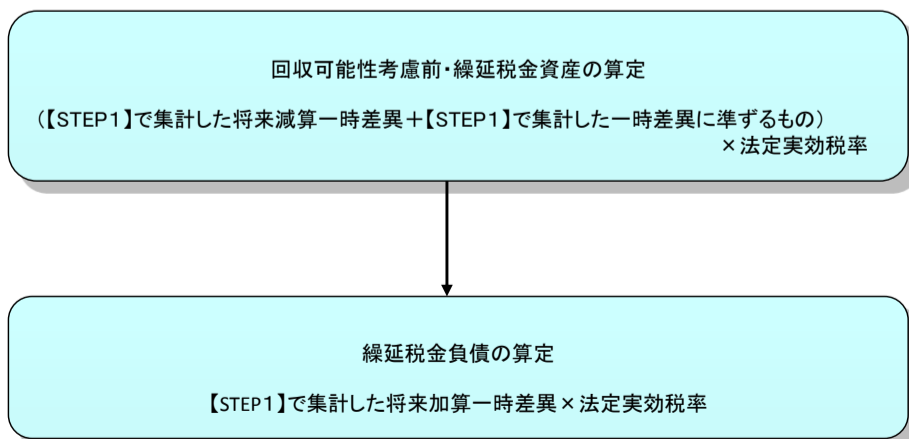 回収可能性考慮前・繰延税金資産の算定
（【STEP１】で集計した将来減算一時差異＋【STEP１】で集計した一時差異に準ずるもの）
×法定実効税率
繰延税金負債の算定
【STEP１】で集計した将来加算一時差異×法定実効税率